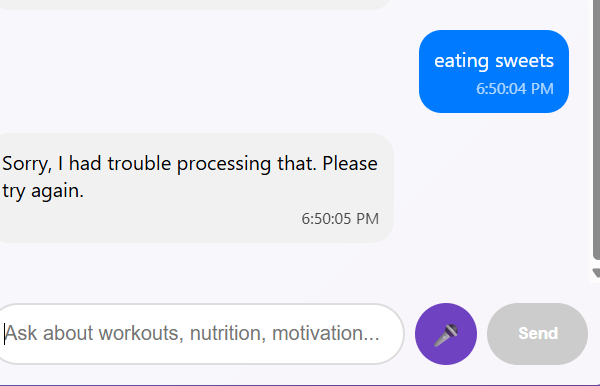 eating sweets
6:50:04 PM
Sorry, I had trouble processing that. Please
try again.
6:50:05 PM
Ask about workouts, nutrition, motivation...
Send